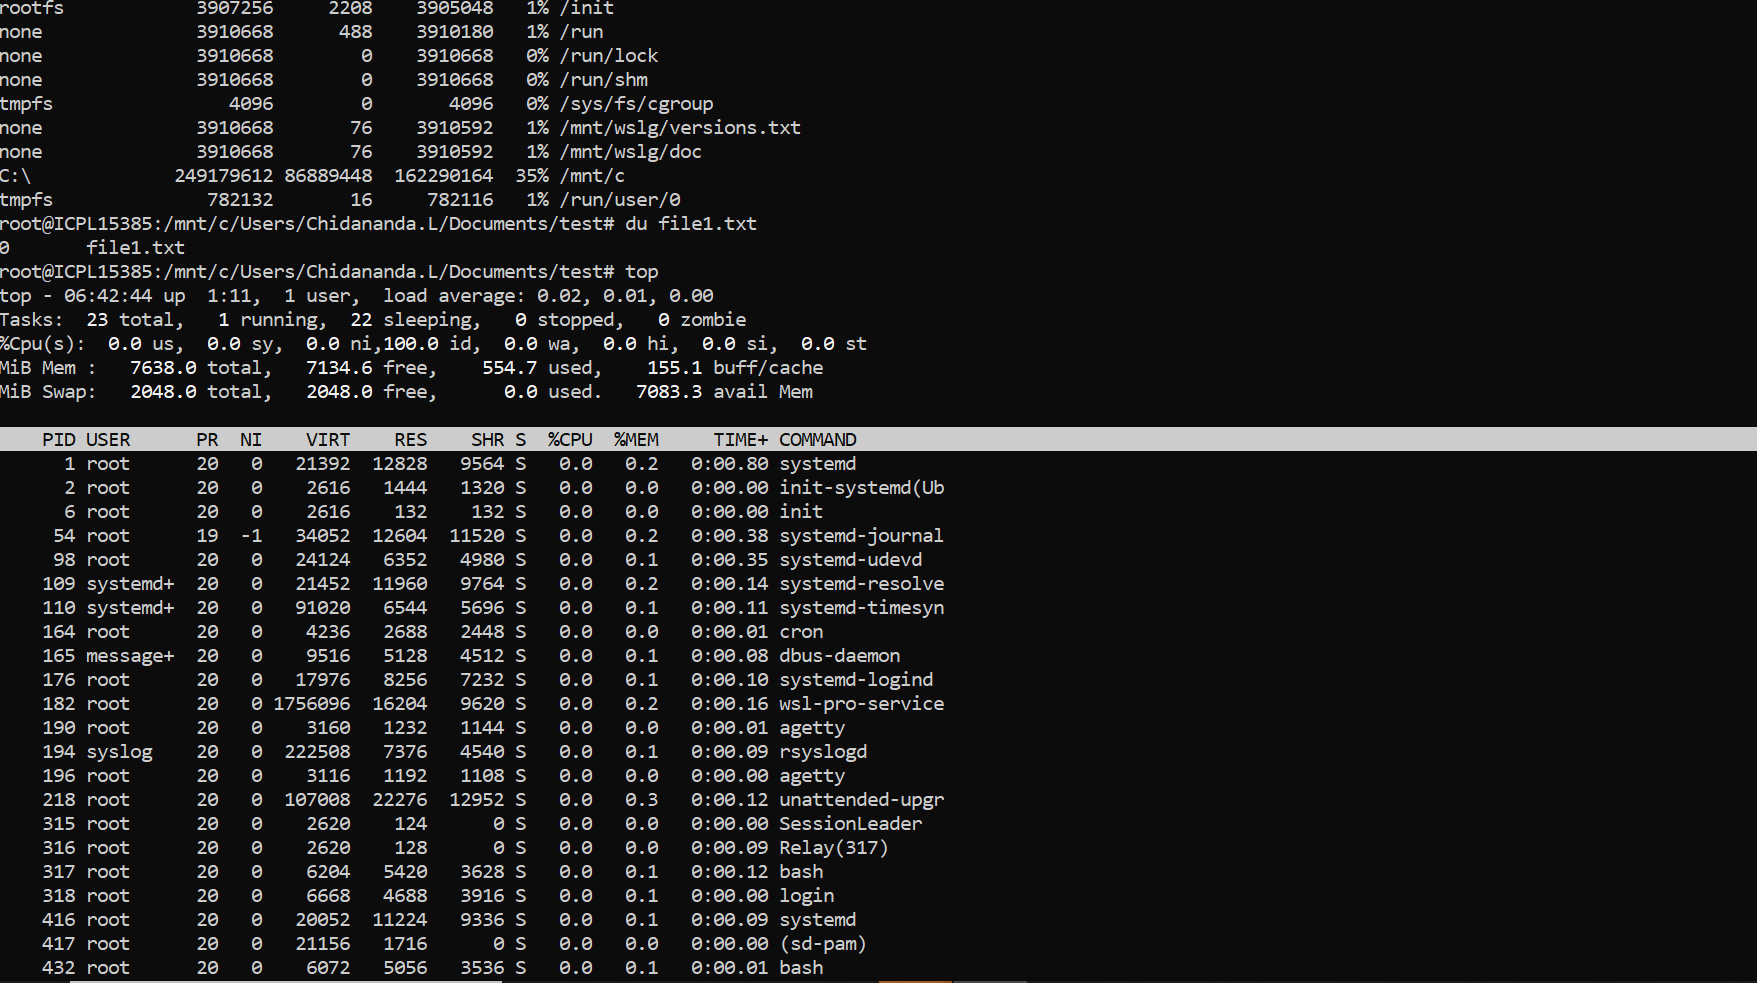 rootfs           3907256     2208    3905048   1% /init
none             3910668      488    3910180   1% /run
none             3910668        0    3910668   0% /run/lock
none             3910668        0    3910668   0% /run/shm
tmpfs               4096        0       4096   0% /sys/fs/cgroup
none             3910668       76    3910592   1% /mnt/wslg/versions.txt
none             3910668       76    3910592   1% /mnt/wslg/doc
C:\            249179612 86889448  162290164  35% /mnt/c
tmpfs             782132       16     782116   1% /run/user/0
root@ICPL15385:/mnt/c/Users/Chidananda.L/Documents/test# du file1.txt
0       file1.txt
root@ICPL15385:/mnt/c/Users/Chidananda.L/Documents/test# top
top - 06:42:44 up  1:11,  1 user,  load average: 0.02, 0.01, 0.00
Tasks:  23 total,   1 running,  22 sleeping,   0 stopped,   0 zombie
%Cpu(s):  0.0 us,  0.0 sy,  0.0 ni,100.0 id,  0.0 wa,  0.0 hi,  0.0 si,  0.0 st
MiB Mem :   7638.0 total,   7134.6 free,    554.7 used,    155.1 buff/cache
MiB Swap:   2048.0 total,   2048.0 free,      0.0 used.   7083.3 avail Mem
    PID USER      PR  NI    VIRT    RES    SHR S  %CPU  %MEM     TIME+ COMMAND
      1 root      20   0   21392  12828   9564 S   0.0   0.2   0:00.80 systemd
      2 root      20   0    2616   1444   1320 S   0.0   0.0   0:00.00 init-systemd(Ub
      6 root      20   0    2616    132    132 S   0.0   0.0   0:00.00 init
     54 root      19  -1   34052  12604  11520 S   0.0   0.2   0:00.38 systemd-journal
     98 root      20   0   24124   6352   4980 S   0.0   0.1   0:00.35 systemd-udevd
    109 systemd+  20   0   21452  11960   9764 S   0.0   0.2   0:00.14 systemd-resolve
    110 systemd+  20   0   91020   6544   5696 S   0.0   0.1   0:00.11 systemd-timesyn
    164 root      20   0    4236   2688   2448 S   0.0   0.0   0:00.01 cron
    165 message+  20   0    9516   5128   4512 S   0.0   0.1   0:00.08 dbus-daemon
    176 root      20   0   17976   8256   7232 S   0.0   0.1   0:00.10 systemd-logind
    182 root      20   0 1756096  16204   9620 S   0.0   0.2   0:00.16 wsl-pro-service
    190 root      20   0    3160   1232   1144 S   0.0   0.0   0:00.01 agetty
    194 syslog    20   0  222508   7376   4540 S   0.0   0.1   0:00.09 rsyslogd
    196 root      20   0    3116   1192   1108 S   0.0   0.0   0:00.00 agetty
    218 root      20   0  107008  22276  12952 S   0.0   0.3   0:00.12 unattended-upgr
    315 root      20   0    2620    124      0 S   0.0   0.0   0:00.00 SessionLeader
    316 root      20   0    2620    128      0 S   0.0   0.0   0:00.09 Relay(317)
    317 root      20   0    6204   5420   3628 S   0.0   0.1   0:00.12 bash
    318 root      20   0    6668   4688   3916 S   0.0   0.1   0:00.00 login
    416 root      20   0   20052  11224   9336 S   0.0   0.1   0:00.09 systemd
    417 root      20   0   21156   1716      0 S   0.0   0.0   0:00.00 (sd-pam)
    432 root      20   0    6072   5056   3536 S   0.0   0.1   0:00.01 bash